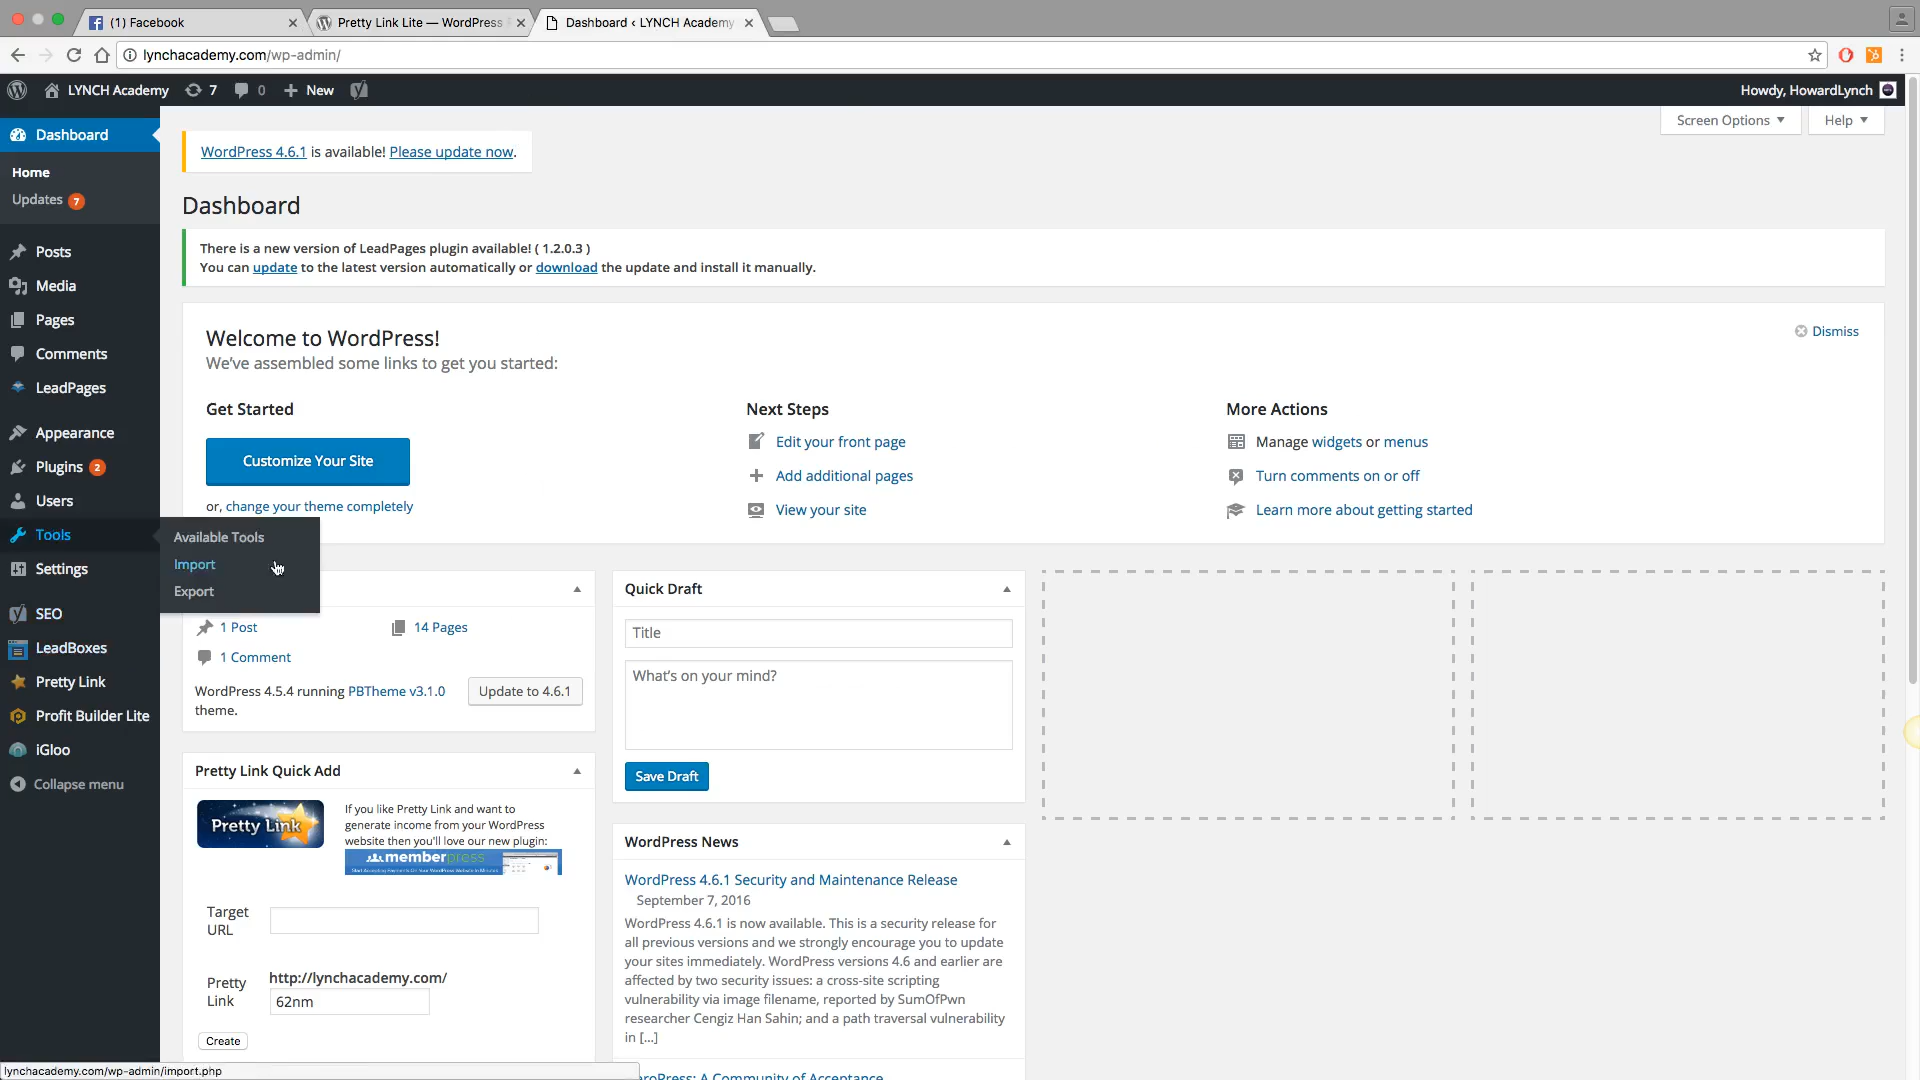 (1) Facebook
Pretty Link Lite — WordPress
Dashboard ‹ LYNCH Academy
lynchacademy.com/wp-admin/
LYNCH Academy
7
0
New
Howdy, HowardLynch
Dashboard
Home
Updates 7
Posts
Media
Pages
Comments
LeadPages
Appearance
Plugins 2
Users
Tools
Settings
SEO
LeadBoxes
Pretty Link
Profit Builder Lite
iGloo
Collapse menu
Available Tools
Import
Export
Screen Options
Help
WordPress 4.6.1 is available! Please update now.
Dashboard
There is a new version of LeadPages plugin available! ( 1.2.0.3 )
You can update to the latest version automatically or download the update and install it manually.
Welcome to WordPress!
We've assembled some links to get you started:
Dismiss
Get Started
Customize Your Site
or, change your theme completely
Next Steps
Edit your front page
Add additional pages
View your site
More Actions
Manage widgets or menus
Turn comments on or off
Learn more about getting started
1 Post
14 Pages
1 Comment
WordPress 4.5.4 running PBTheme v3.1.0
theme.
Update to 4.6.1
Pretty Link Quick Add
Pretty Link
If you like Pretty Link and want to
generate income from your WordPress
website then you'll love our new plugin:
memberpress
Target
URL
Pretty
Link
http://lynchacademy.com/
62nm
Create
Quick Draft
Title
What's on your mind?
Save Draft
WordPress News
WordPress 4.6.1 Security and Maintenance Release
September 7, 2016
WordPress 4.6.1 is now available. This is a security release for
all previous versions and we strongly encourage you to update
your sites immediately. WordPress versions 4.6 and earlier are
affected by two security issues: a cross-site scripting
vulnerability via image filename, reported by SumOfPwn
researcher Cengiz Han Sahin; and a path traversal vulnerability
in [...]
A Community of Acceptance
lynchacademy.com/wp-admin/import.php